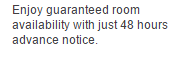 Enjoy guaranteed room
availability with just 48 hours
advance notice.